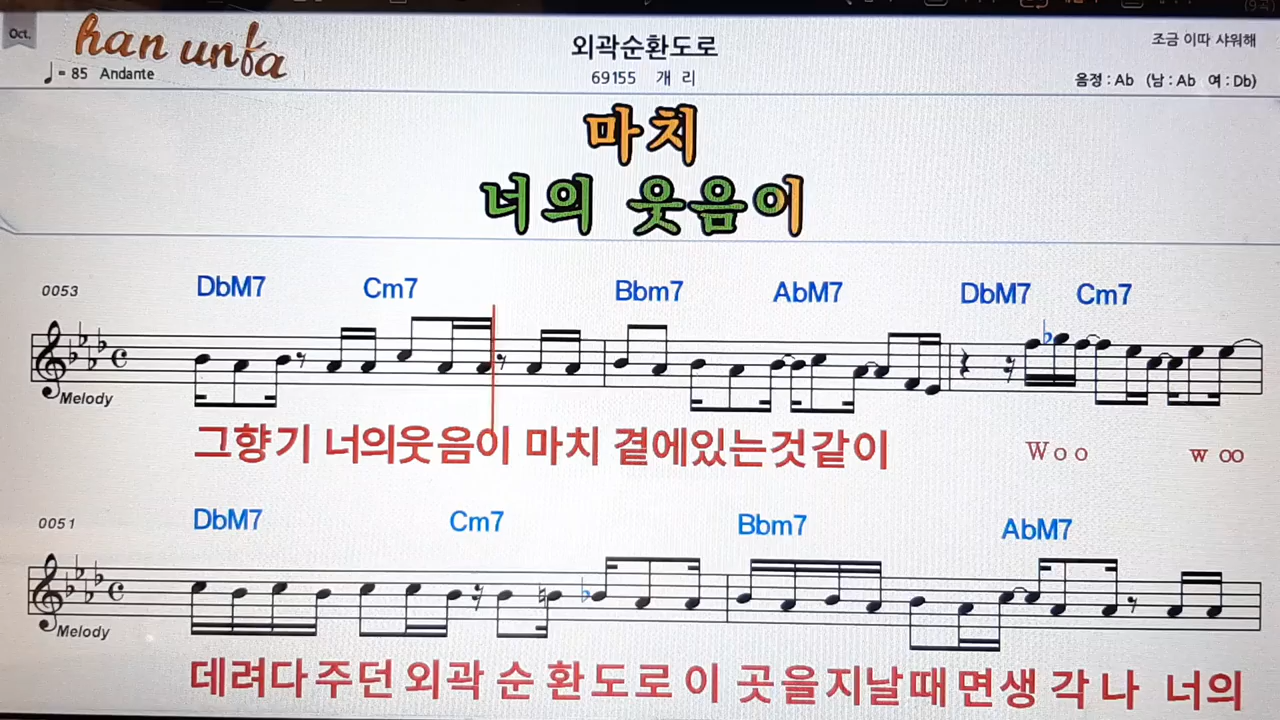 Oct.
han unfa
외곽순환도로
조금 이따 샤워해
♩= 85 Andante
69155 개 리
음정 : Ab (남 : Ab 여 : Db)
마치
너의 웃음이
0053 DbM7 Cm7 Bbm7 AbM7 DbM7 Cm7
Melody
그향기 너의웃음이 마치 곁에있는것같이 Woo w oo
0051 DbM7 Cm7 Bbm7 AbM7
Melody
데려다주던 외곽 순 환도로 이 곳을지날때 면생 각 나 너의